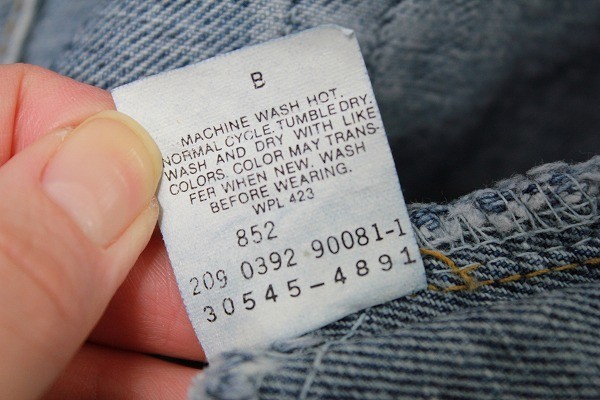 B
MACHINE WASH HOT.
NORMAL CYCLE. TUMBLE DRY.
WASH AND DRY WITH LIKE
COLORS. COLOR MAY TRANS-
FER WHEN NEW. WASH
BEFORE WEARING.
WPL 423
852
209 0392 90081-1
30545-4891